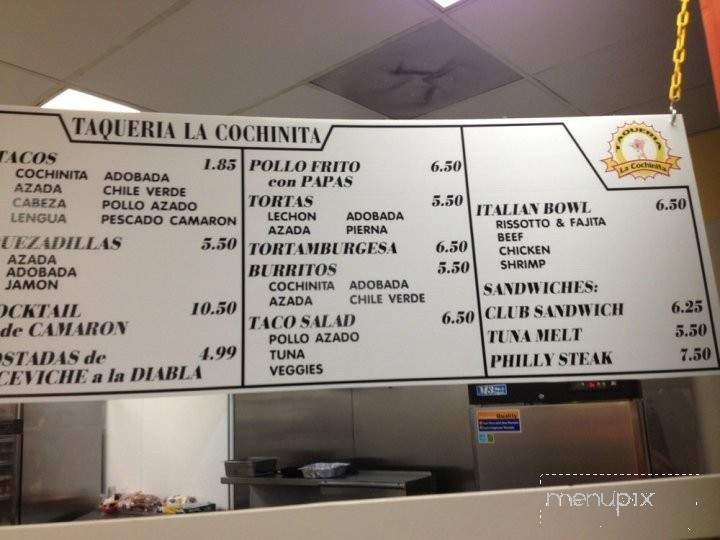 TAQUERIA LA COCHINITA
TACOS 1.85
COCHINITA ADOBADA
AZADA CHILE VERDE
CABEZA POLLO AZADO
LENGUA PESCADO CAMARON
QUEZADILLAS 5.50
AZADA
ADOBADA
JAMON
COCKTAIL 10.50
de CAMARON
TOSTADAS de 4.99
CEVICHE a la DIABLA
POLLO FRITO 6.50
con PAPAS
TORTAS 5.50
LECHON ADOBADA
AZADA PIERNA
TORTAMBURGESA 6.50
BURRITOS 5.50
COCHINITA ADOBADA
AZADA CHILE VERDE
TACO SALAD 6.50
POLLO AZADO
TUNA
VEGGIES
TAQUERIA
La Cochinita
ITALIAN BOWL 6.50
RISSOTTO & FAJITA
BEEF
CHICKEN
SHRIMP
SANDWICHES:
CLUB SANDWICH 6.25
TUNA MELT 5.50
PHILLY STEAK 7.50
Quality
menupix